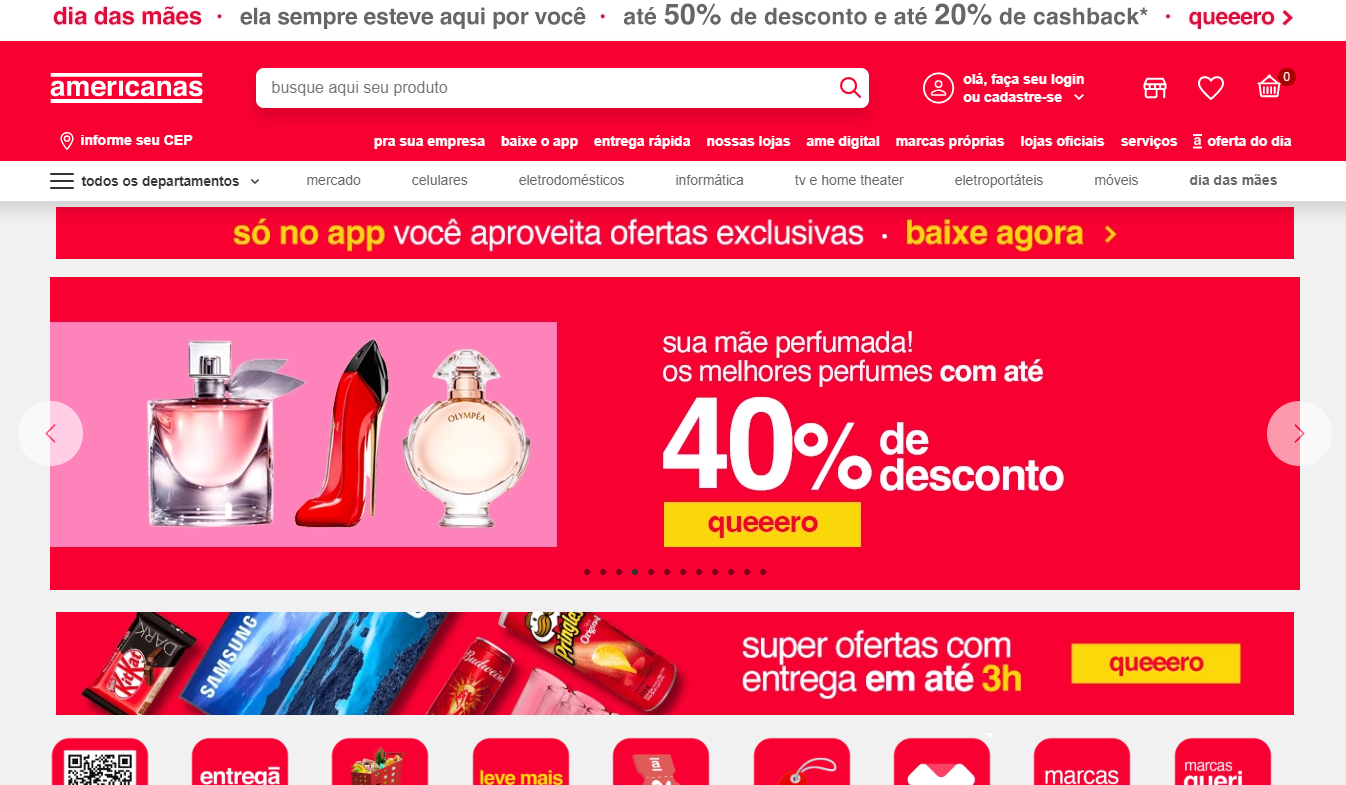 dia das mães · ela sempre esteve aqui por você · até 50% de desconto e até 20% de cashback* · queeero >
americanas
busque aqui seu produto
olá, faça seu login
ou cadastre-se
0
informe seu CEP
pra sua empresa baixe o app entrega rápida nossas lojas ame digital marcas próprias lojas oficiais serviços a oferta do dia
todos os departamentos mercado celulares eletrodomésticos informática tv e home theater eletroportáteis móveis dia das mães
só no app você aproveita ofertas exclusivas · baixe agora >
sua mãe perfumada!
os melhores perfumes com até
40% de desconto
OLYMPÉA
queeero
DARK
KitKat
SAMSUNG
Budweiser
Pringles
Original
super ofertas com
entrega em até 3h
queeero
entrega
leve mais
a
marcas
marcas
queri